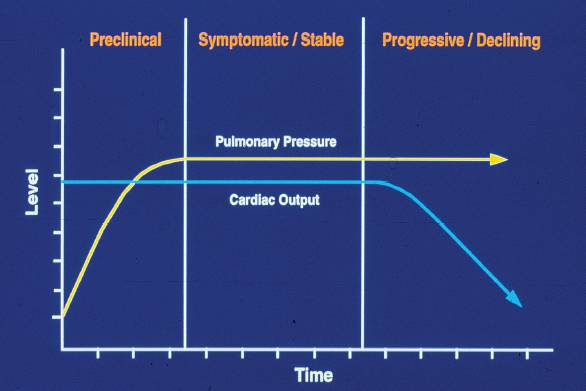 Preclinical
Symptomatic / Stable
Progressive / Declining
Pulmonary Pressure
Cardiac Output
Level
Time